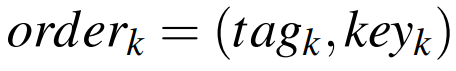 order_k = (tag_k, key_k)